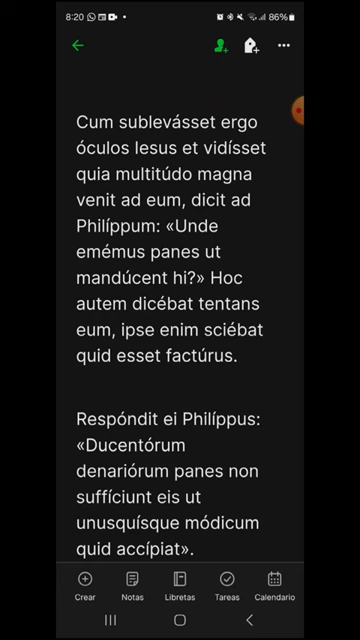 8:20
86%
Cum sublevásset ergo
óculos Iesus et vidísset
quia multitúdo magna
venit ad eum, dicit ad
Philíppum: «Unde
emémus panes ut
mandúcent hi?» Hoc
autem dicébat tentans
eum, ipse enim sciébat
quid esset factúrus.
Respóndit ei Philíppus:
«Ducentórum
denariórum panes non
suffíciunt eis ut
unusquísque módicum
quid accípiat».
Crear Notas Libretas Tareas Calendario